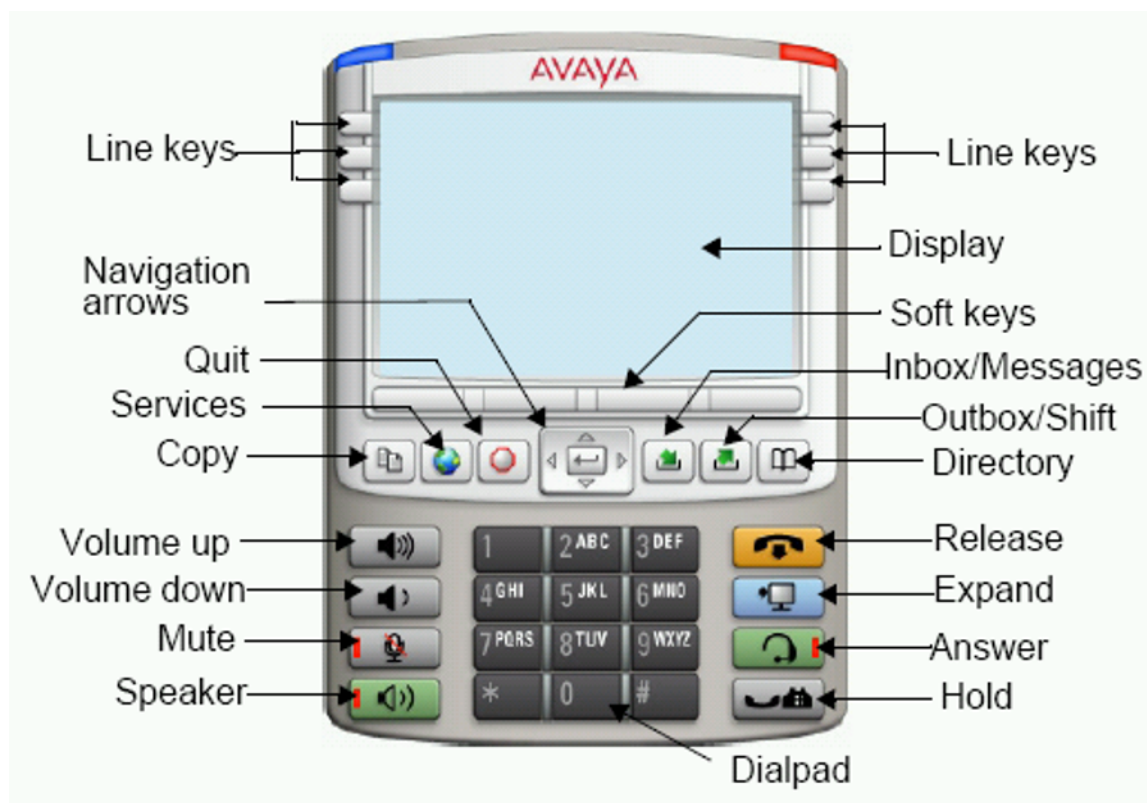 AVAYA
Line keys
Line keys
Display
Navigation
arrows
Soft keys
Quit
Inbox/Messages
Services
Outbox/Shift
Copy
Directory
Volume up
1
2 ABC
3 DEF
Release
Volume down
4 GHI
5 JKL
6 MNO
Expand
Mute
7 PQRS
8 TUV
9 WXYZ
Answer
Speaker
*
0
#
Hold
Dialpad